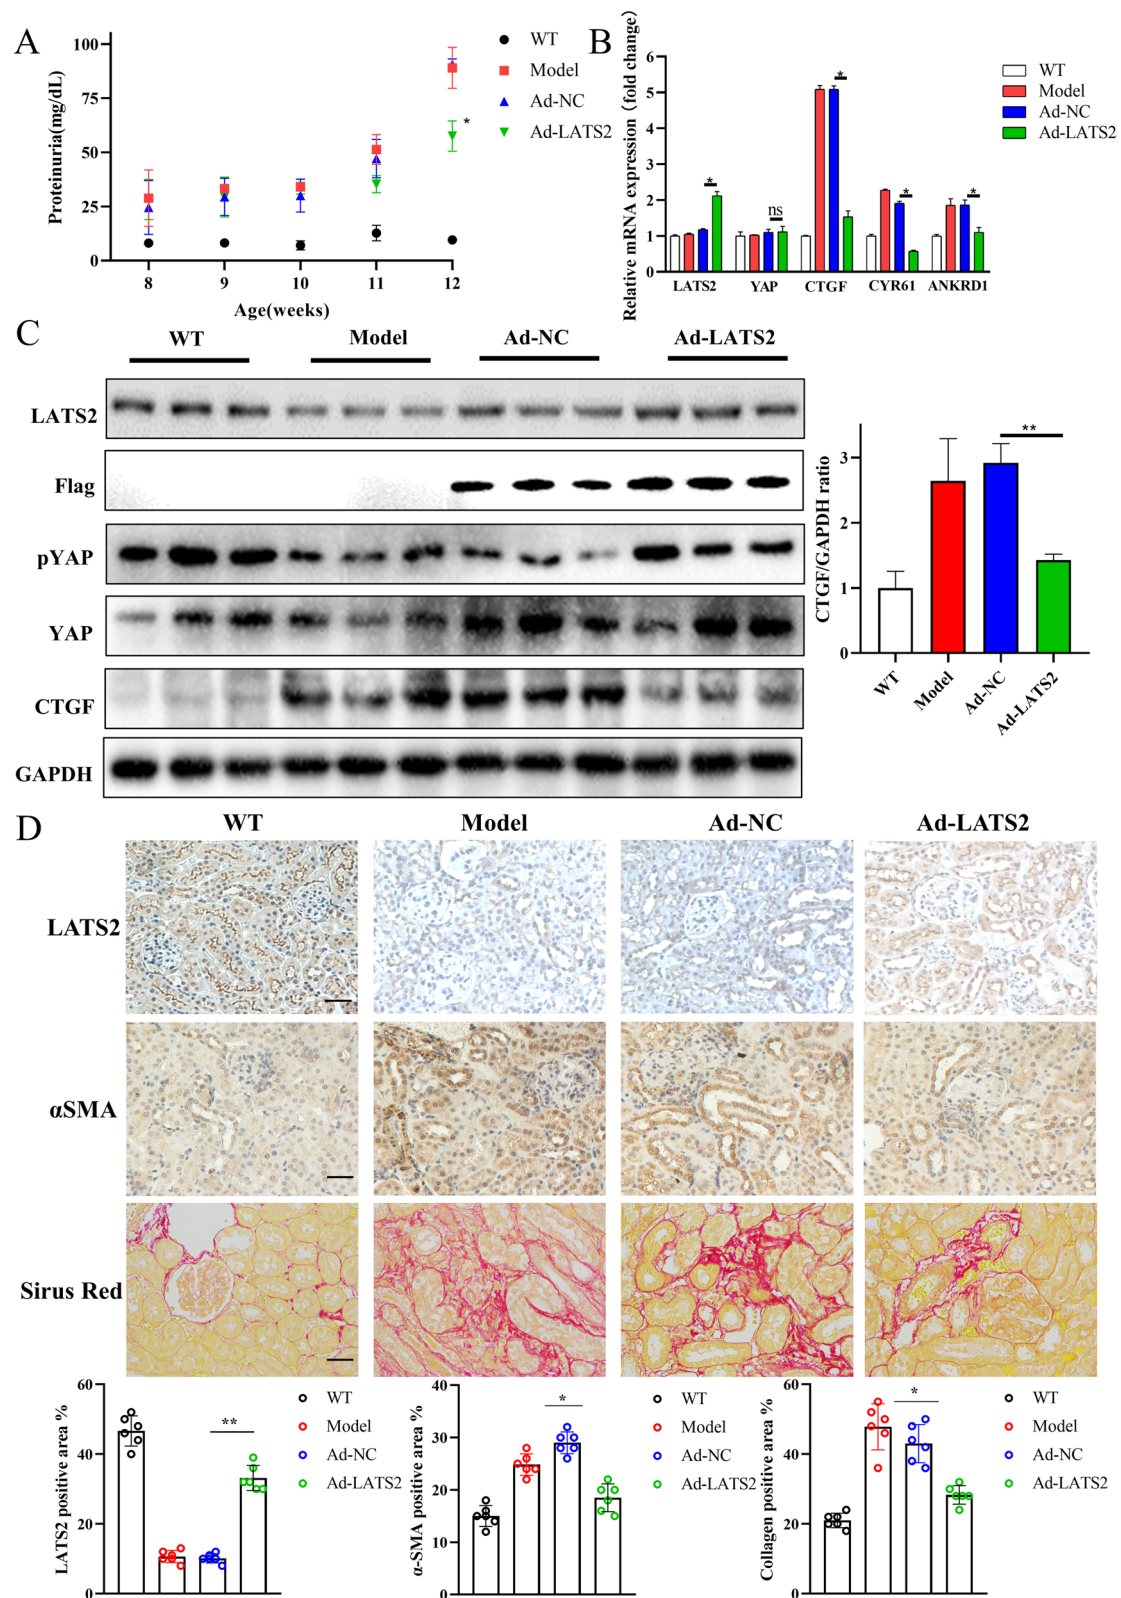 A
Proteinuria(mg/dL)
100
75
50
25
0
8
9
10
11
12
Age(weeks)
*
WT
Model
Ad-NC
Ad-LATS2
B
Relative mRNA expression (fold change)
6
5
4
3
2
1
0
*
ns
*
*
*
LATS2
YAP
CTGF
CYR61
ANKRD1
WT
Model
Ad-NC
Ad-LATS2
C
WT
Model
Ad-NC
Ad-LATS2
LATS2
Flag
pYAP
YAP
CTGF
GAPDH
CTGF/GAPDH ratio
3
2
1
0
**
WT
Model
Ad-NC
Ad-LATS2
D
WT
Model
Ad-NC
Ad-LATS2
LATS2
αSMA
Sirus Red
LATS2 positive area %
60
40
20
0
**
WT
Model
Ad-NC
Ad-LATS2
α-SMA positive area %
40
30
20
10
0
*
WT
Model
Ad-NC
Ad-LATS2
Collagen positive area %
60
40
20
0
*
WT
Model
Ad-NC
Ad-LATS2